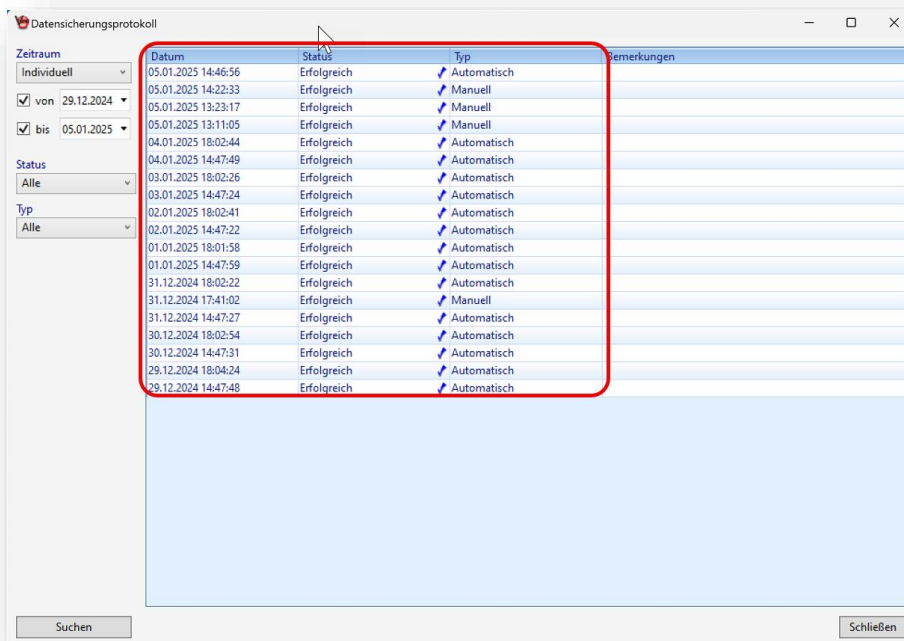 Datensicherungsprotokoll
Zeitraum
Individuell
von 29.12.2024
bis 05.01.2025
Status
Alle
Typ
Alle
Datum Status Typ Bemerkungen
05.01.2025 14:46:56 Erfolgreich Automatisch
05.01.2025 14:22:33 Erfolgreich Manuell
05.01.2025 13:23:17 Erfolgreich Manuell
05.01.2025 13:11:05 Erfolgreich Manuell
04.01.2025 18:02:44 Erfolgreich Automatisch
04.01.2025 14:47:49 Erfolgreich Automatisch
03.01.2025 18:02:26 Erfolgreich Automatisch
03.01.2025 14:47:24 Erfolgreich Automatisch
02.01.2025 18:02:41 Erfolgreich Automatisch
02.01.2025 14:47:22 Erfolgreich Automatisch
01.01.2025 18:01:58 Erfolgreich Automatisch
01.01.2025 14:47:59 Erfolgreich Automatisch
31.12.2024 18:02:22 Erfolgreich Automatisch
31.12.2024 17:41:02 Erfolgreich Manuell
31.12.2024 14:47:27 Erfolgreich Automatisch
30.12.2024 18:02:54 Erfolgreich Automatisch
30.12.2024 14:47:31 Erfolgreich Automatisch
29.12.2024 18:04:24 Erfolgreich Automatisch
29.12.2024 14:47:48 Erfolgreich Automatisch
Suchen
Schließen